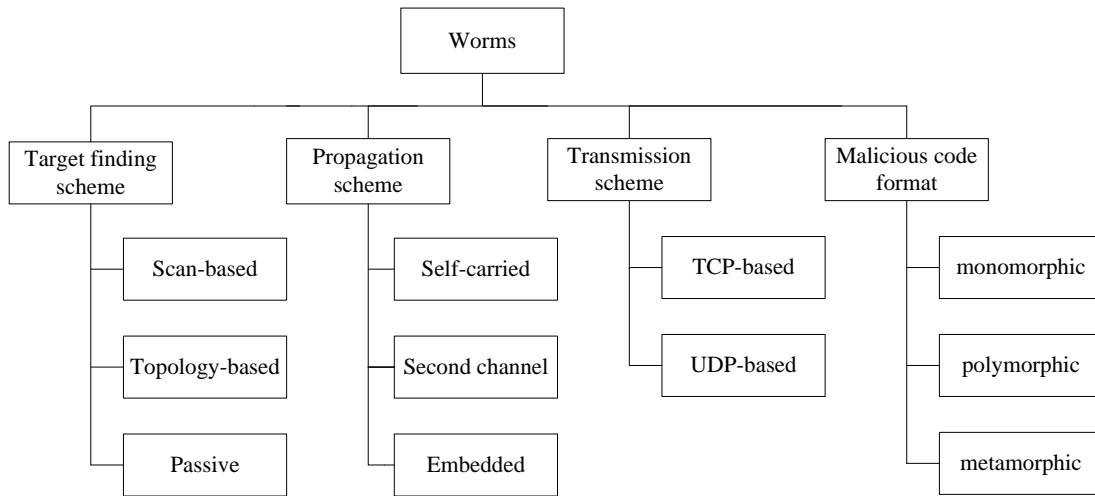 Worms
Target finding
scheme
Propagation
scheme
Transmission
scheme
Malicious code
format
Scan-based
Self-carried
TCP-based
monomorphic
Topology-based
Second channel
UDP-based
polymorphic
Passive
Embedded
metamorphic